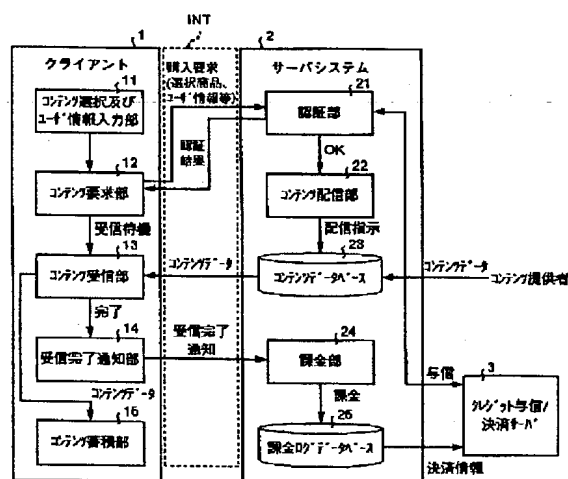 INT
1
2
クライアント
サーバシステム
購入要求
(選択商品、
ユーザ情報等)
11
コンテンツ選択及び
ユーザ情報入力部
21
認証部
認証
結果
OK
12
コンテンツ要求部
22
コンテンツ配信部
受信待機
配信指示
13
コンテンツ受信部
コンテンツデータ
23
コンテンツデータベース
コンテンツデータ
コンテンツ提供者
完了
14
受信完了通知部
受信完了
通知
24
課金部
与信
3
クレジット与信/
決済サーバ
コンテンツデータ
課金
15
コンテンツ蓄積部
25
課金ログデータベース
決済情報